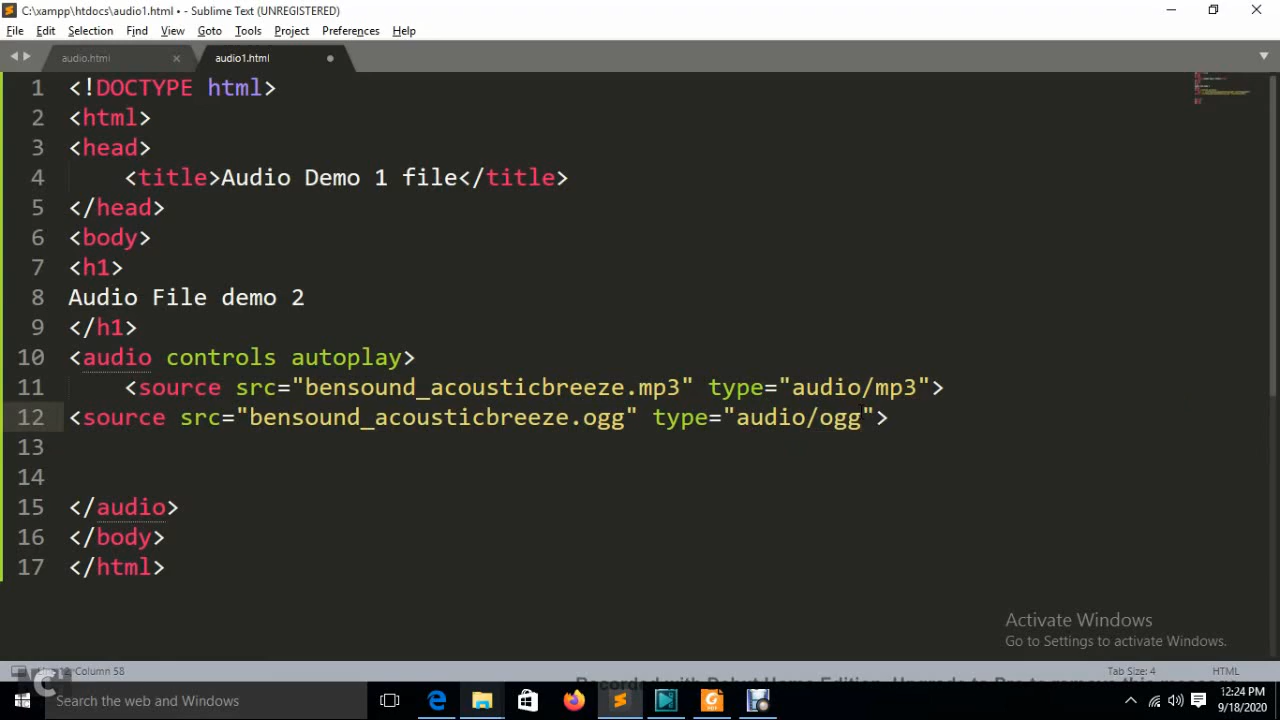 C:\xampp\htdocs\audio1.html • - Sublime Text (UNREGISTERED)
File Edit Selection Find View Goto Tools Project Preferences Help
audio.html × audio1.html
1 <!DOCTYPE html>
2 <html>
3 <head>
4 <title>Audio Demo 1 file</title>
5 </head>
6 <body>
7 <h1>
8 Audio File demo 2
9 </h1>
10 <audio controls autoplay>
11 <source src="bensound_acousticbreeze.mp3" type="audio/mp3">
12 <source src="bensound_acousticbreeze.ogg" type="audio/ogg">
13
14
15 </audio>
16 </body>
17 </html>
Activate Windows
Go to Settings to activate Windows.
Column 58 Tab Size: 4 HTML
Search the web and Windows
12:24 PM
9/18/2020